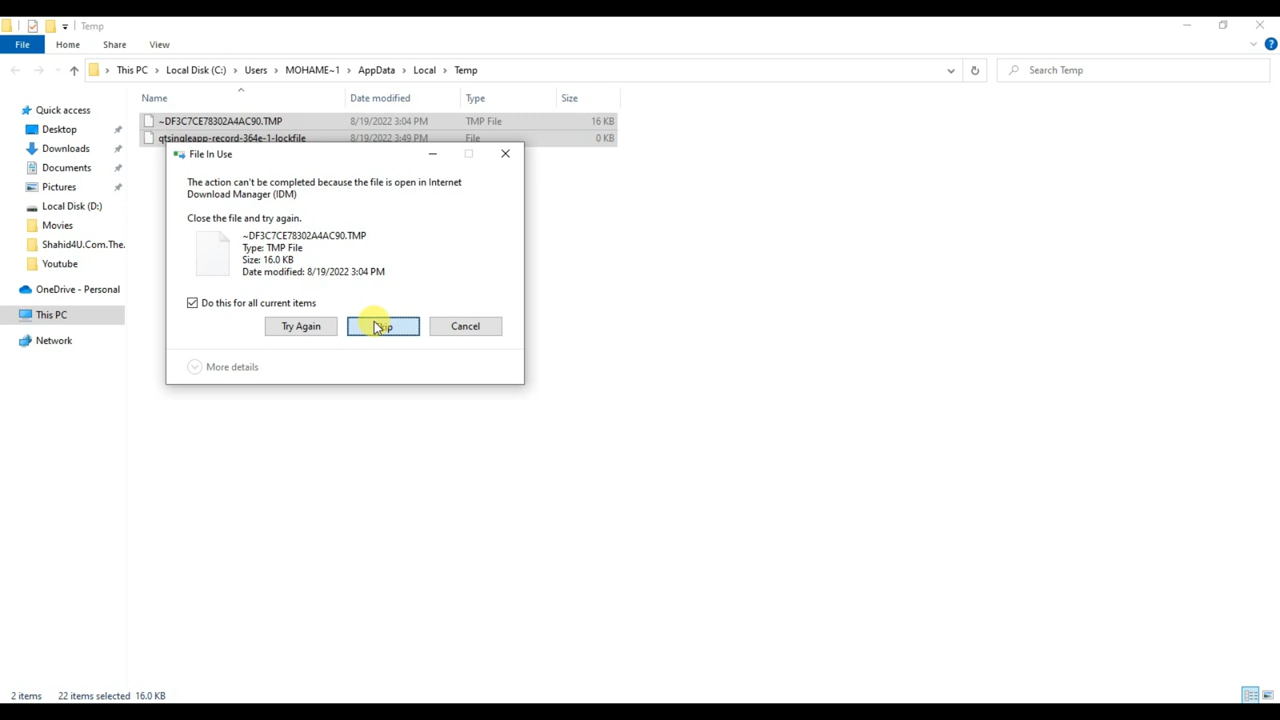 Temp
File Home Share View
This PC Local Disk (C:) Users MOHAME~1 AppData Local Temp
Search Temp
Name Date modified Type Size
~DF3C7CE78302A4AC90.TMP 8/19/2022 3:04 PM TMP File 16 KB
qtsingleapp-record-364e-1-lockfile 8/19/2022 3:49 PM File 0 KB
Quick access
Desktop
Downloads
Documents
Pictures
Local Disk (D:)
Movies
Shahid4U.Com.The.
Youtube
OneDrive - Personal
This PC
Network
File In Use
The action can't be completed because the file is open in Internet
Download Manager (IDM)
Close the file and try again.
~DF3C7CE78302A4AC90.TMP
Type: TMP File
Size: 16.0 KB
Date modified: 8/19/2022 3:04 PM
Do this for all current items
Try Again Cancel
More details
2 items 22 items selected 16.0 KB